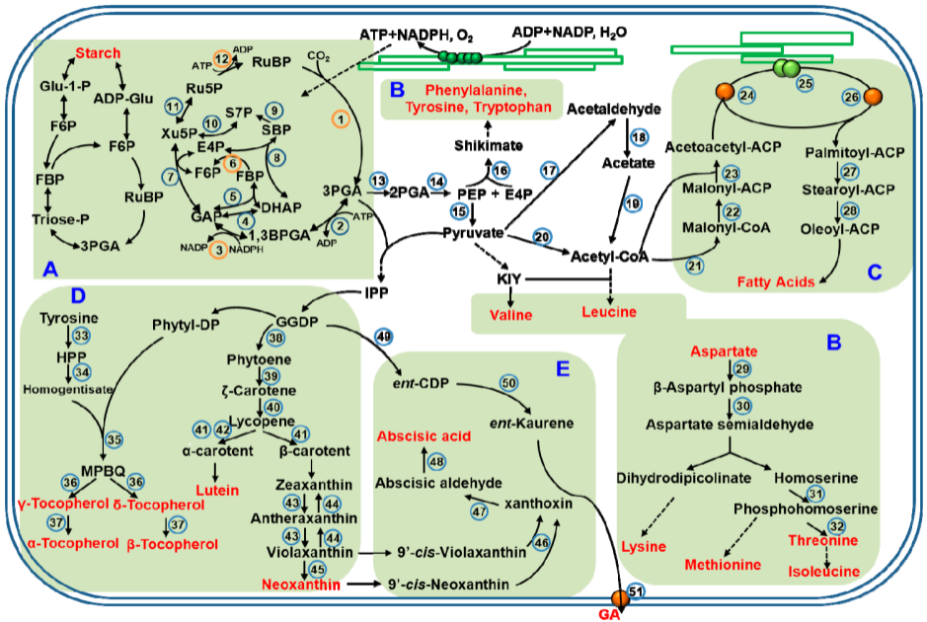 ATP+NADPH, O₂
ADP+NADP, H₂O
Starch
Glu-1-P
ADP-Glu
F6P
F6P
FBP
RuBP
Triose-P
3PGA
A
12
ADP
ATP
RuBP
CO₂
1
11
Ru5P
10
S7P
9
Xu5P
SBP
E4P
6
8
7
F6P
FBP
5
DHAP
GAP
4
1,3BPGA
NADP
3
NADPH
3PGA
ATP
2
ADP
13
2PGA
14
PEP + E4P
B
Phenylalanine,
Tyrosine, Tryptophan
Shikimate
16
15
Pyruvate
17
Acetaldehyde
18
Acetate
19
20
Acetyl-CoA
KIY
Valine
Leucine
IPP
24
25
26
Acetoacetyl-ACP
23
Malonyl-ACP
22
Malonyl-CoA
21
Palmitoyl-ACP
27
Stearoyl-ACP
28
Oleoyl-ACP
Fatty Acids
C
D
Tyrosine
33
HPP
34
Homogentisate
35
Phytyl-DP
GGDP
38
Phytoene
39
ζ-Carotene
40
Lycopene
41
42
41
α-carotent
β-carotent
Lutein
MPBQ
36
36
γ-Tocopherol
δ-Tocopherol
37
37
α-Tocopherol
β-Tocopherol
Zeaxanthin
43
44
Antheraxanthin
43
44
Violaxanthin
45
Neoxanthin
49
E
ent-CDP
50
ent-Kaurene
Abscisic acid
48
Abscisic aldehyde
47
xanthoxin
46
9'-cis-Violaxanthin
9'-cis-Neoxanthin
51
GA
B
Aspartate
29
β-Aspartyl phosphate
30
Aspartate semialdehyde
Dihydrodipicolinate
Homoserine
31
Phosphohomoserine
32
Lysine
Methionine
Threonine
Isoleucine